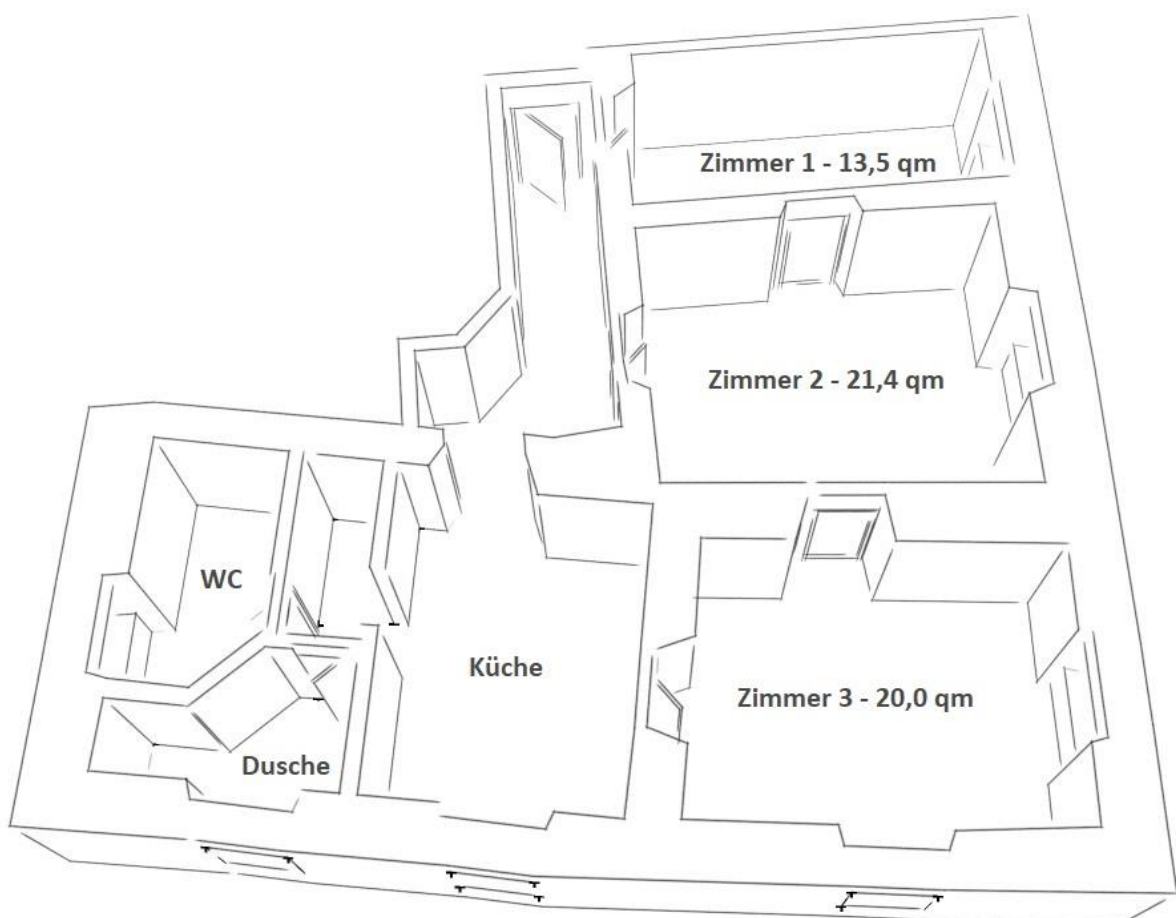 Zimmer 1 - 13,5 qm
Zimmer 2 - 21,4 qm
WC
Küche
Zimmer 3 - 20,0 qm
Dusche